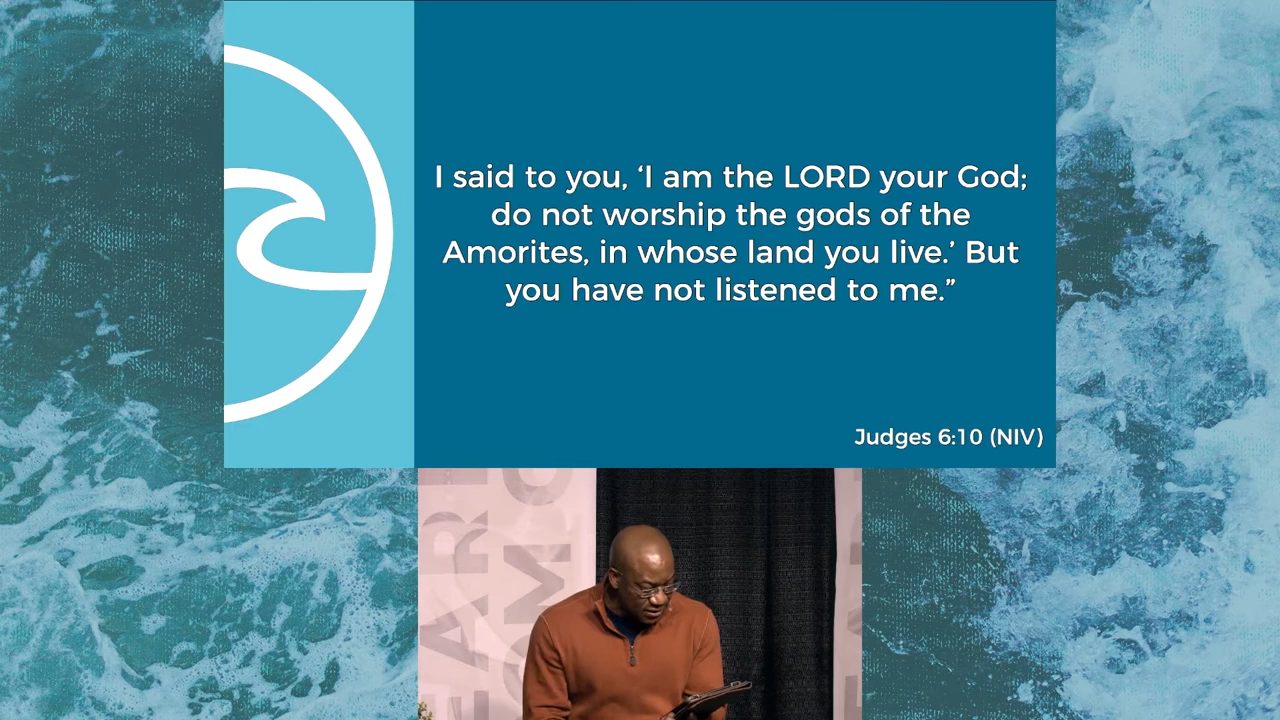 I said to you, ‘I am the LORD your God;
do not worship the gods of the
Amorites, in whose land you live.’ But
you have not listened to me.”
Judges 6:10 (NIV)